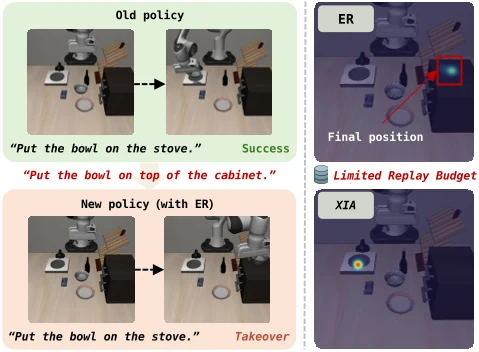 Old policy
“Put the bowl on the stove.” Success
“Put the bowl on top of the cabinet.”
New policy (with ER)
“Put the bowl on the stove.” Takeover
ER
Final position
Limited Replay Budget
XIA